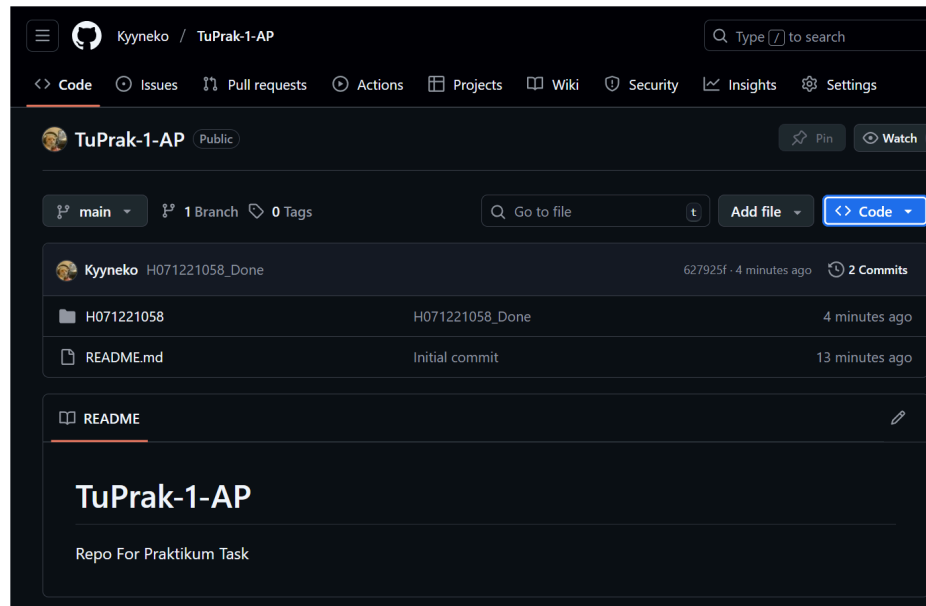 Kyyneko / TuPrak-1-AP
Type / to search
Code Issues Pull requests Actions Projects Wiki Security Insights Settings
TuPrak-1-AP Public
Pin Watch
main 1 Branch 0 Tags
Go to file t Add file Code
Kyyneko H071221058_Done 627925f · 4 minutes ago 2 Commits
H071221058 H071221058_Done 4 minutes ago
README.md Initial commit 13 minutes ago
README
TuPrak-1-AP
Repo For Praktikum Task